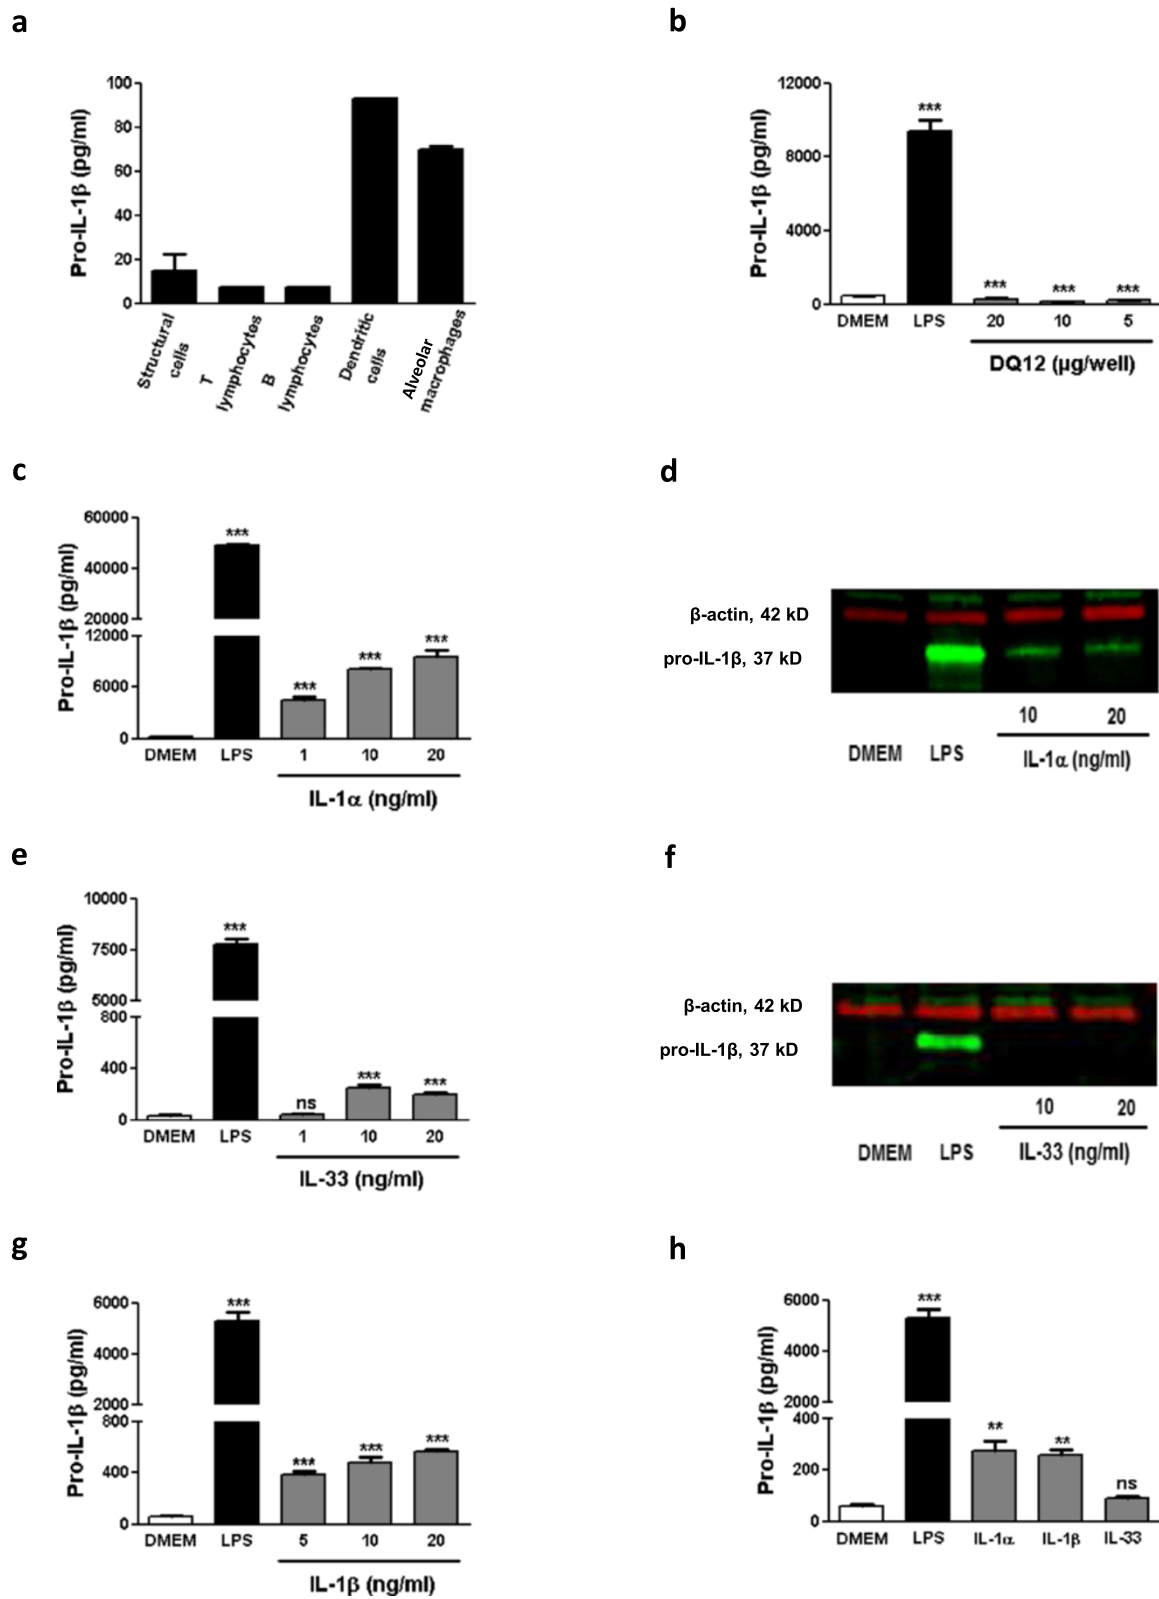 a
Pro-IL-1β (pg/ml)
100
80
60
40
20
0
Structural
cells
T
lymphocytes
B
lymphocytes
Dendritic
cells
Alveolar
macrophages
b
Pro-IL-1β (pg/ml)
12000
8000
4000
0
***
*** *** ***
DMEM LPS 20 10 5
DQ12 (µg/well)
c
Pro-IL-1β (pg/ml)
60000
40000
20000
12000
6000
0
***
*** *** ***
DMEM LPS 1 10 20
IL-1α (ng/ml)
d
β-actin, 42 kD
pro-IL-1β, 37 kD
10 20
DMEM LPS IL-1α (ng/ml)
e
Pro-IL-1β (pg/ml)
10000
7500
5000
800
400
0
***
ns *** ***
DMEM LPS 1 10 20
IL-33 (ng/ml)
f
β-actin, 42 kD
pro-IL-1β, 37 kD
10 20
DMEM LPS IL-33 (ng/ml)
g
Pro-IL-1β (pg/ml)
6000
4000
2000
800
400
0
***
*** *** ***
DMEM LPS 5 10 20
IL-1β (ng/ml)
h
Pro-IL-1β (pg/ml)
6000
4000
2000
400
200
0
***
** ** ns
DMEM LPS IL-1α IL-1β IL-33